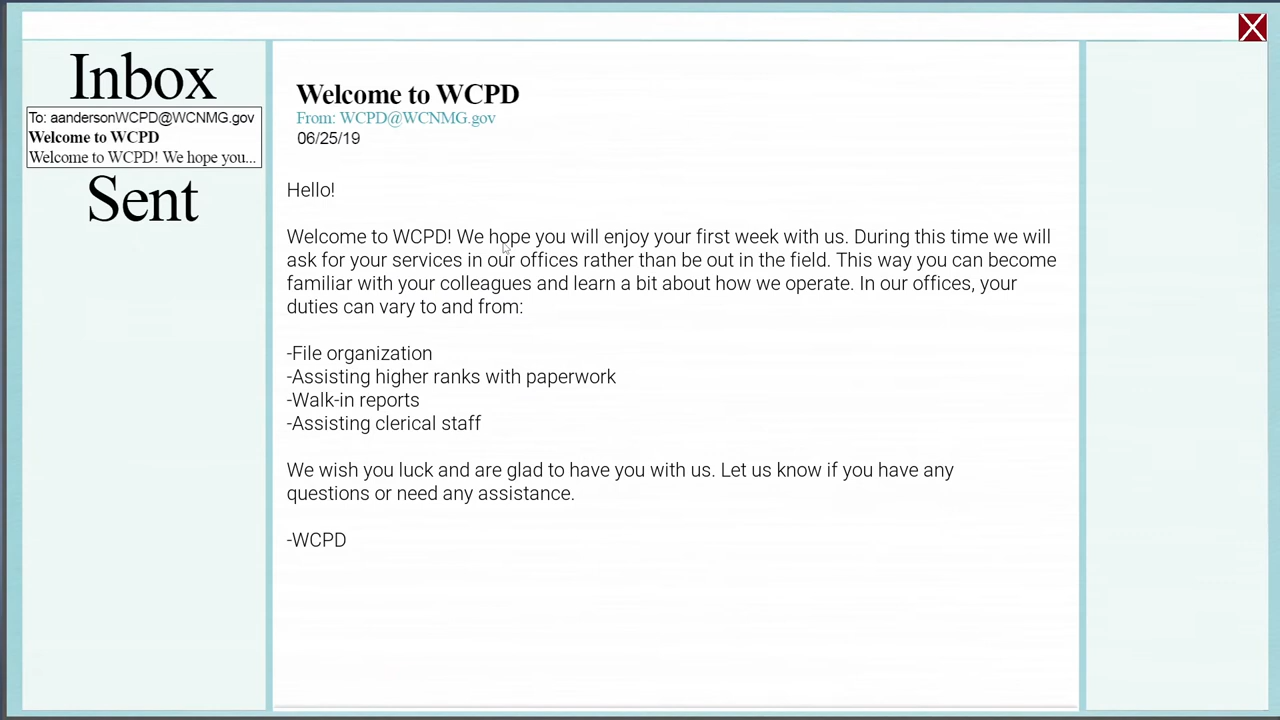 Inbox
To: aandersonWCPD@WCNMG.gov
Welcome to WCPD
Welcome to WCPD! We hope you...
Sent
Welcome to WCPD
From: WCPD@WCNMG.gov
06/25/19
Hello!
Welcome to WCPD! We hope you will enjoy your first week with us. During this time we will
ask for your services in our offices rather than be out in the field. This way you can become
familiar with your colleagues and learn a bit about how we operate. In our offices, your
duties can vary to and from:
-File organization
-Assisting higher ranks with paperwork
-Walk-in reports
-Assisting clerical staff
We wish you luck and are glad to have you with us. Let us know if you have any
questions or need any assistance.
-WCPD